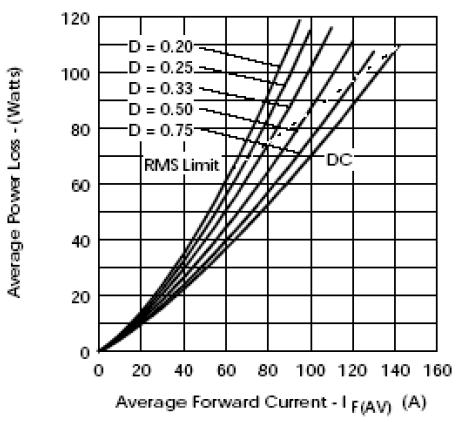 120
100
80
60
40
20
0
D = 0.20
D = 0.25
D = 0.33
D = 0.50
D = 0.75
RMS Limit
DC
0 20 40 60 80 100 120 140 160
Average Power Loss - (Watts)
Average Forward Current - I F(AV) (A)